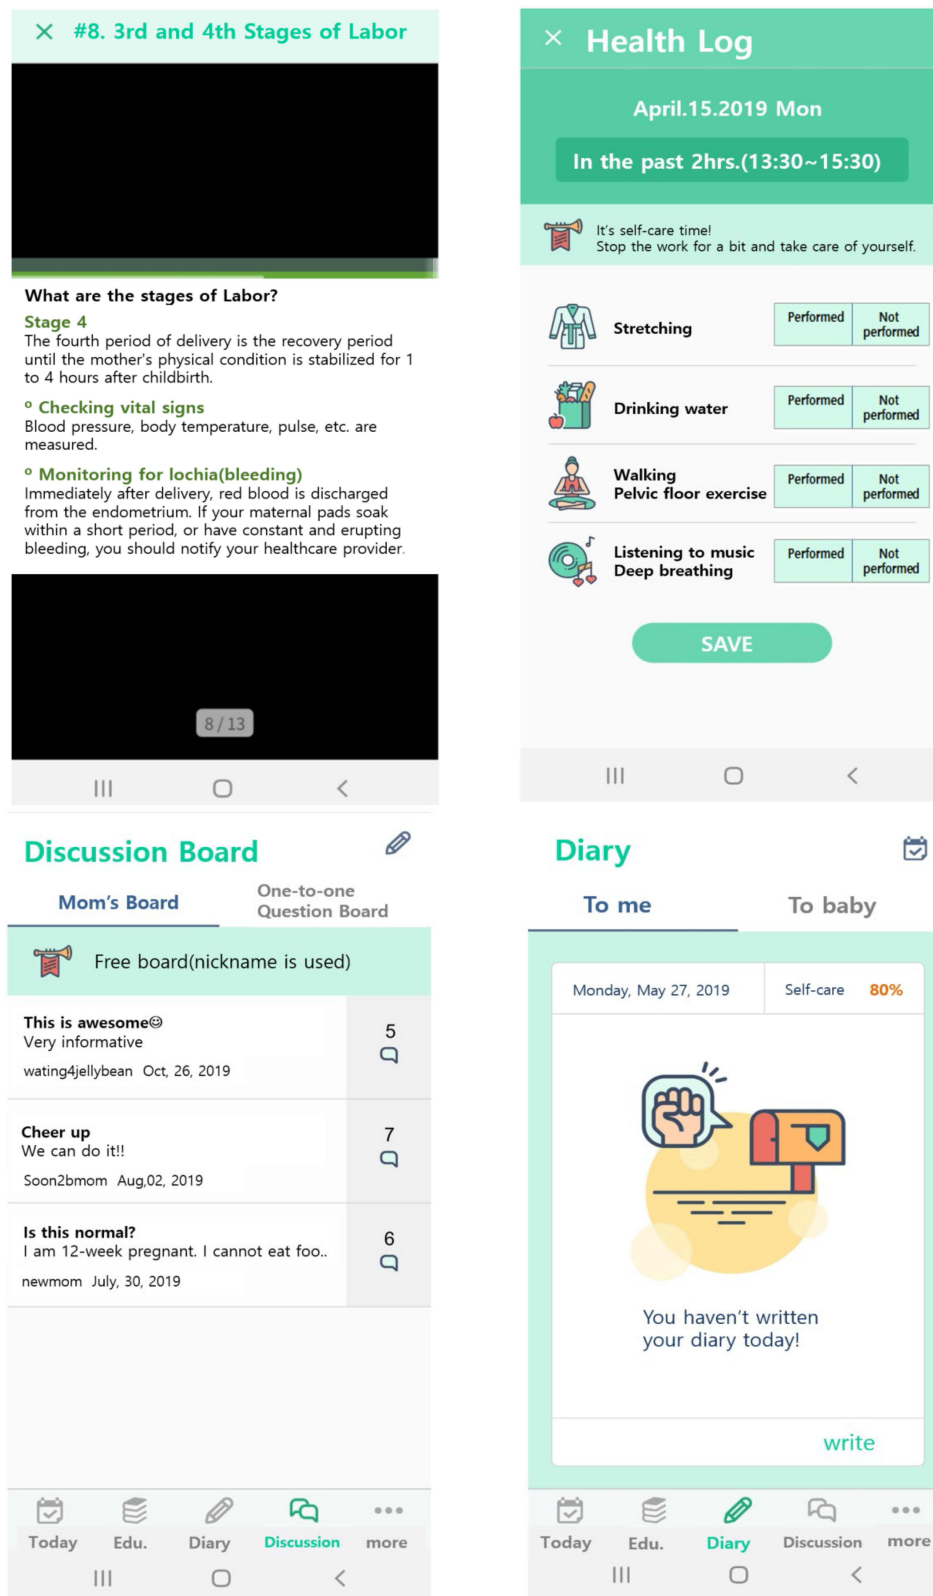 #8. 3rd and 4th Stages of Labor
What are the stages of Labor?
Stage 4
The fourth period of delivery is the recovery period
until the mother's physical condition is stabilized for 1
to 4 hours after childbirth.
º Checking vital signs
Blood pressure, body temperature, pulse, etc. are
measured.
º Monitoring for lochia(bleeding)
Immediately after delivery, red blood is discharged
from the endometrium. If your maternal pads soak
within a short period, or have constant and erupting
bleeding, you should notify your healthcare provider.
8/13
Health Log
April.15.2019 Mon
In the past 2hrs.(13:30~15:30)
It's self-care time!
Stop the work for a bit and take care of yourself.
Stretching
Performed
Not
performed
Drinking water
Performed
Not
performed
Walking
Pelvic floor exercise
Performed
Not
performed
Listening to music
Deep breathing
Performed
Not
performed
SAVE
Discussion Board
Mom's Board
One-to-one
Question Board
Free board(nickname is used)
This is awesome☺
Very informative
wating4jellybean Oct, 26, 2019
5
Cheer up
We can do it!!
Soon2bmom Aug,02, 2019
7
Is this normal?
I am 12-week pregnant. I cannot eat foo..
newmom July, 30, 2019
6
Today
Edu.
Diary
Discussion
more
Diary
To me
To baby
Monday, May 27, 2019
Self-care 80%
You haven't written
your diary today!
write
Today
Edu.
Diary
Discussion
more